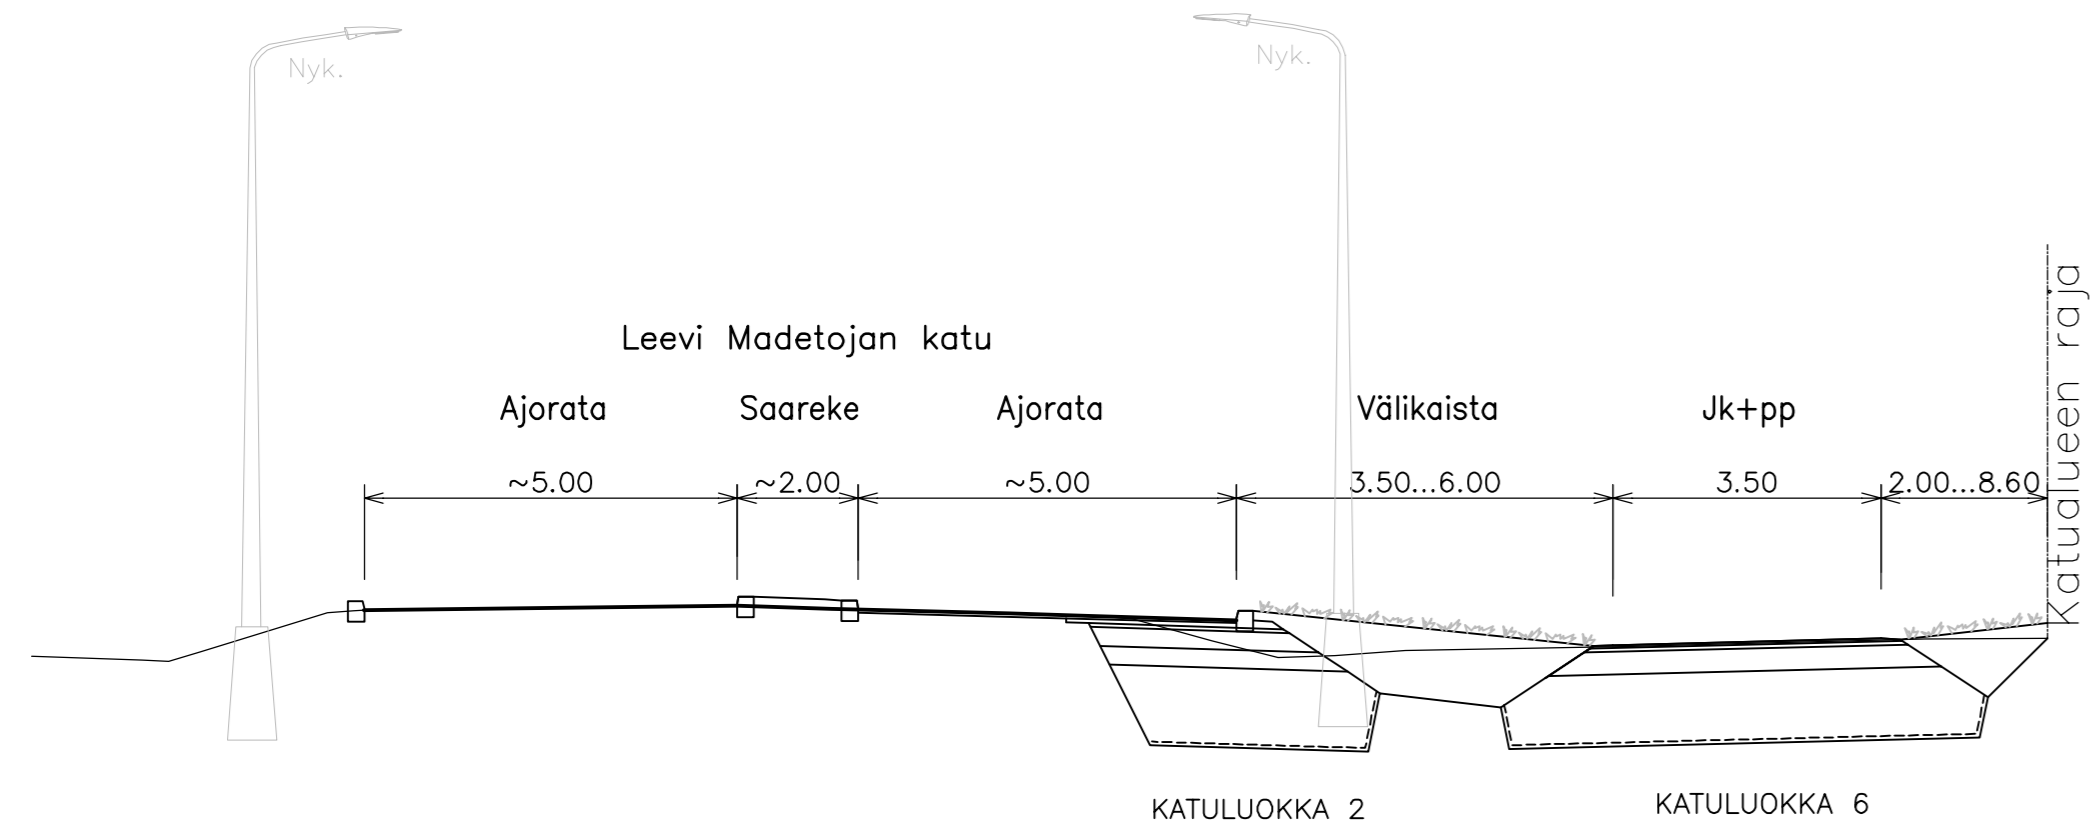 Nyk.
Nyk.
Leevi Madetojan katu
Ajorata
Saareke
Ajorata
Välikaista
Jk+pp
~5.00
~2.00
~5.00
3.50...6.00
3.50
2.00...8.60
Katualueen raja
KATULUOKKA 2
KATULUOKKA 6